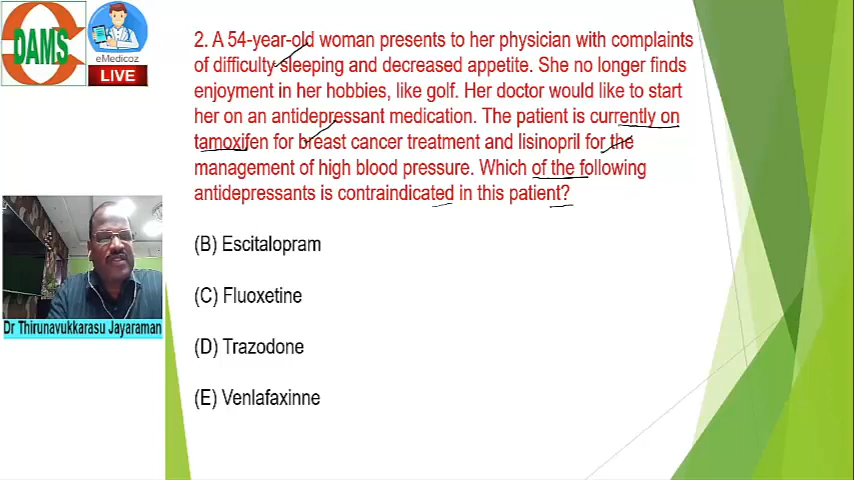 DAMS
eMedicoz
LIVE
2. A 54-year-old woman presents to her physician with complaints
of difficulty sleeping and decreased appetite. She no longer finds
enjoyment in her hobbies, like golf. Her doctor would like to start
her on an antidepressant medication. The patient is currently on
tamoxifen for breast cancer treatment and lisinopril for the
management of high blood pressure. Which of the following
antidepressants is contraindicated in this patient?
(B) Escitalopram
(C) Fluoxetine
(D) Trazodone
(E) Venlafaxinne
Dr Thirunavukkarasu Jayaraman